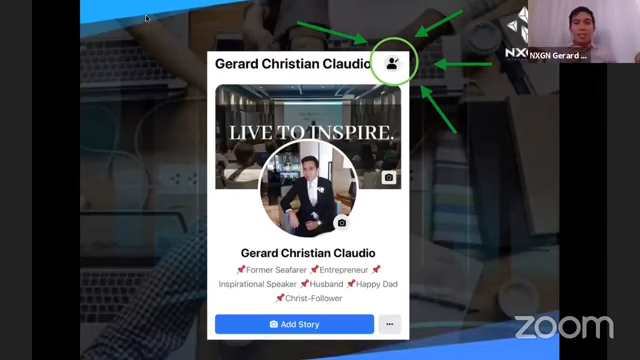 NXGN Gerard ...
NXG
Gerard Christian Claudio
LIVE TO INSPIRE.
Gerard Christian Claudio
📌Former Seafarer 📌Entrepreneur 📌
Inspirational Speaker 📌Husband 📌Happy Dad
📌Christ-Follower
Add Story
zoom